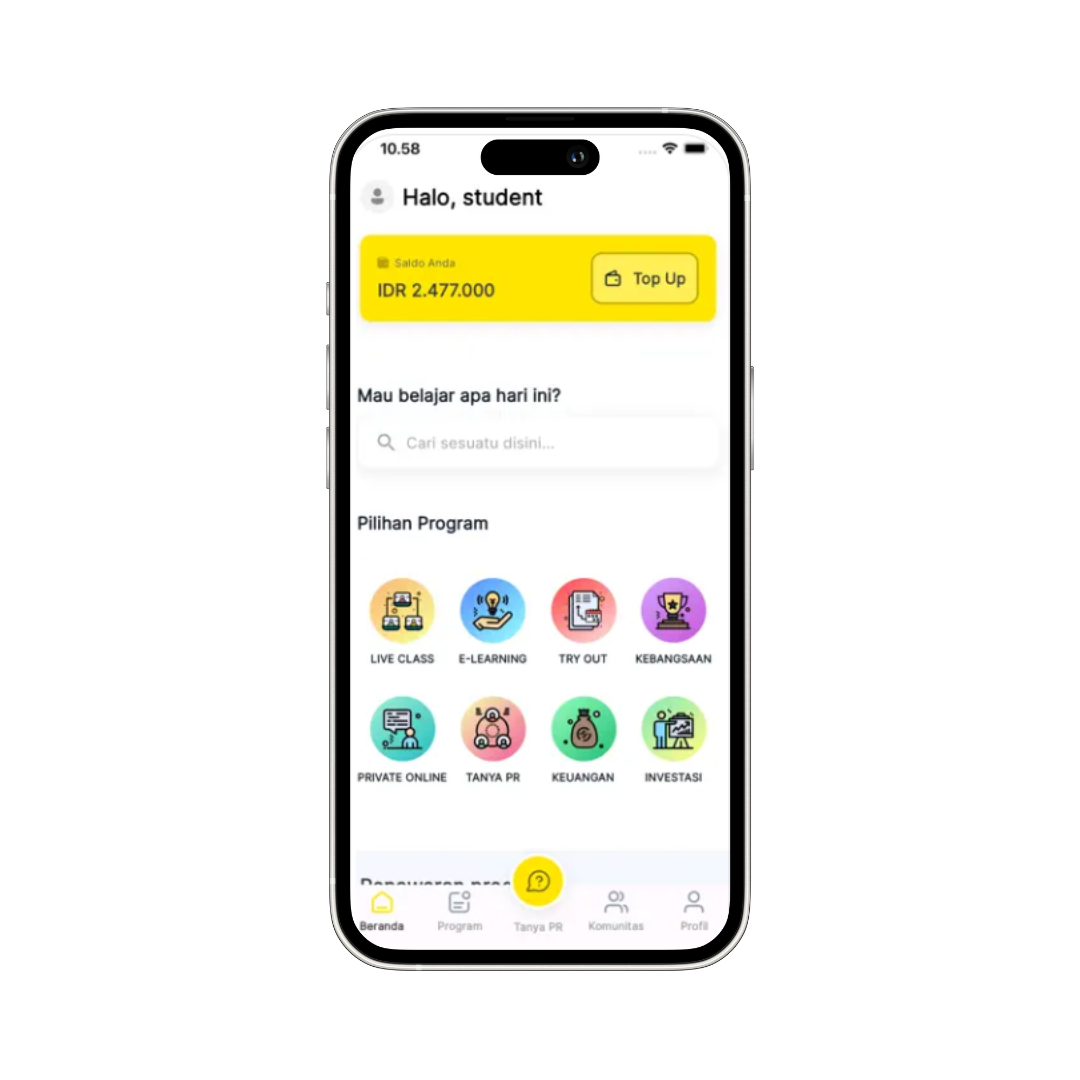 10.58
Halo, student
Saldo Anda
IDR 2.477.000
Top Up
Mau belajar apa hari ini?
Cari sesuatu disini...
Pilihan Program
LIVE CLASS
E-LEARNING
TRY OUT
KEBANGSAAN
PRIVATE ONLINE
TANYA PR
KEUANGAN
INVESTASI
Beranda
Program
Tanya PR
Komunitas
Profil